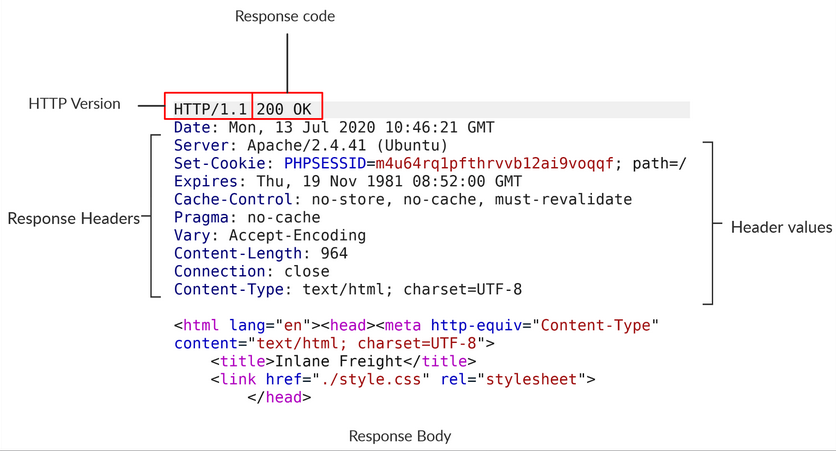 Response code
HTTP Version
HTTP/1.1 200 OK
Date: Mon, 13 Jul 2020 10:46:21 GMT
Server: Apache/2.4.41 (Ubuntu)
Set-Cookie: PHPSESSID=m4u64rq1pfthrvvb12ai9voqqf; path=/
Expires: Thu, 19 Nov 1981 08:52:00 GMT
Cache-Control: no-store, no-cache, must-revalidate
Response Headers
Pragma: no-cache
Header values
Vary: Accept-Encoding
Content-Length: 964
Connection: close
Content-Type: text/html; charset=UTF-8
<html lang="en"><head><meta http-equiv="Content-Type"
content="text/html; charset=UTF-8">
<title>Inlane Freight</title>
<link href="./style.css" rel="stylesheet">
</head>
Response Body